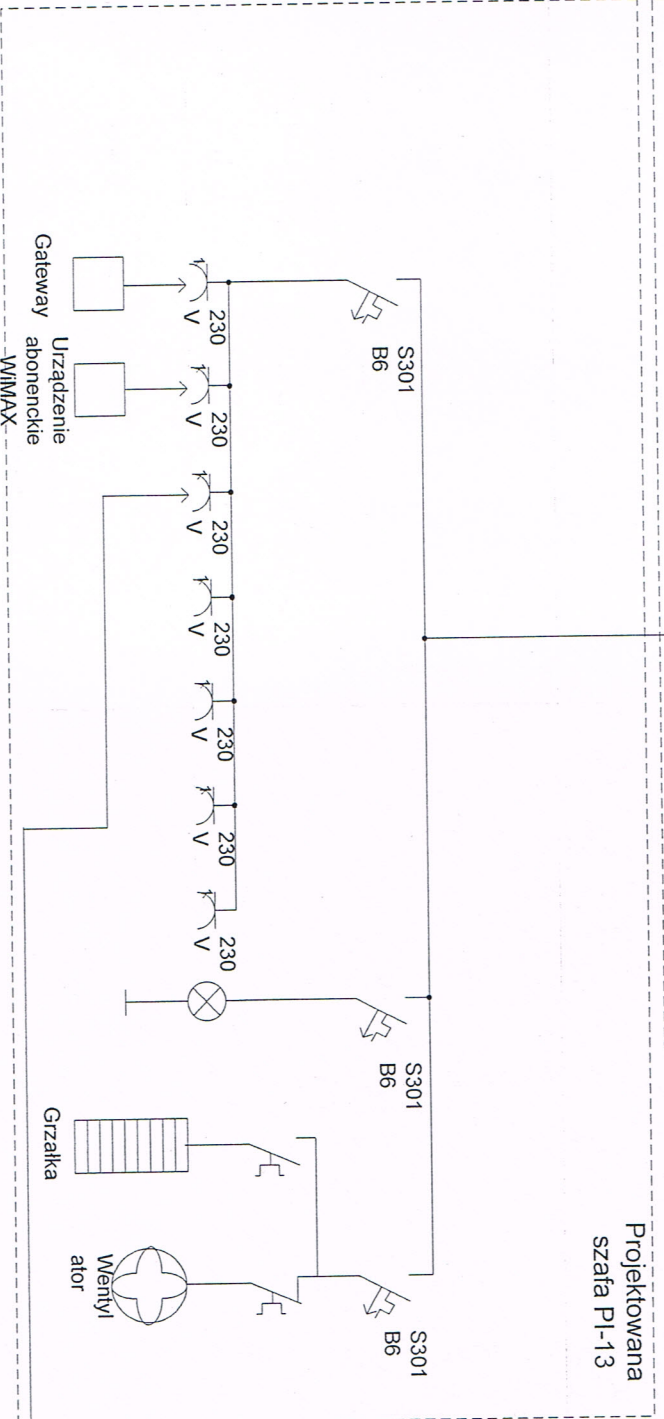 Projektowana
szafa PI-13
S301
B6
S301
B6
S301
B6
230
V
230
V
230
V
230
V
230
V
230
V
230
V
Gateway
Urządzenie
abonenckie
WiMAX
Grzałka
Wentyl
ator